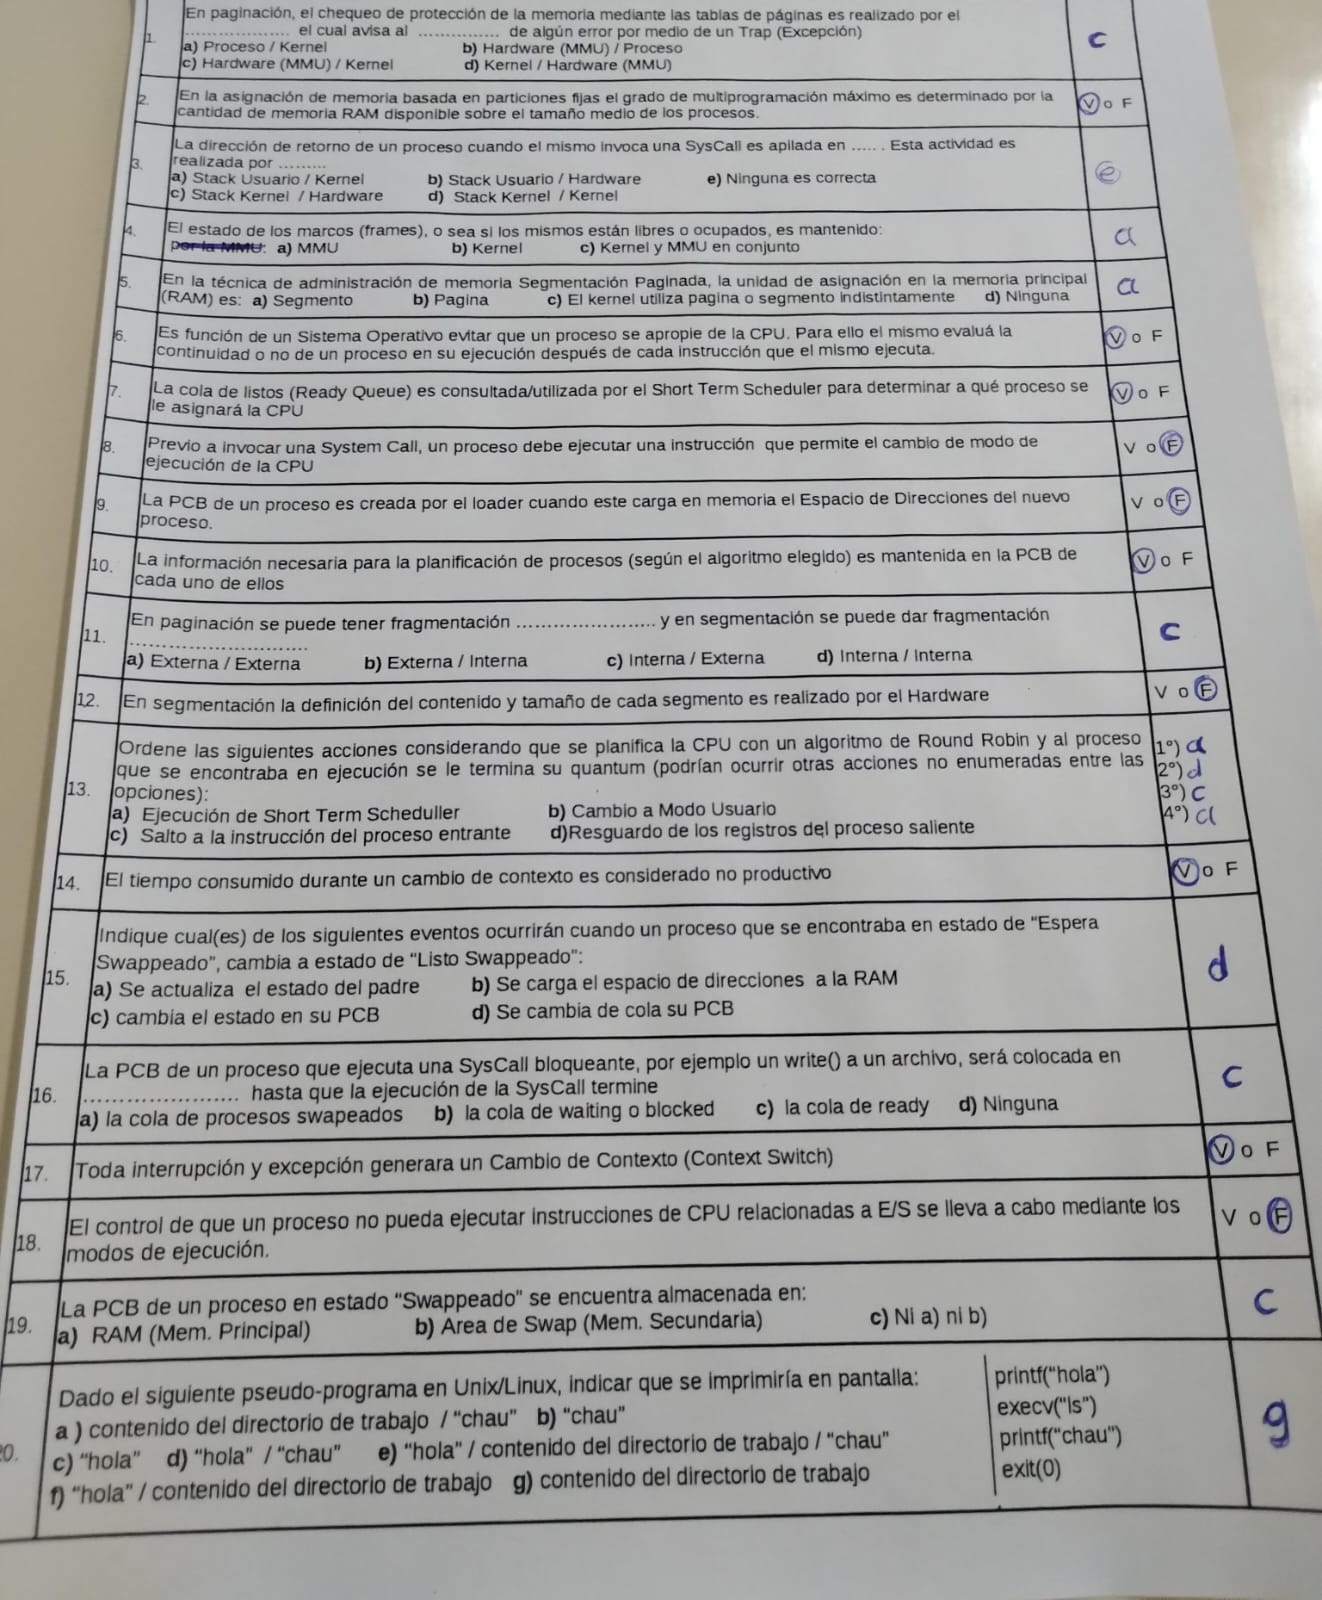 En paginación, el chequeo de protección de la memoria mediante las tablas de páginas es realizado por el
1. .................... el cual avisa al ................ de algún error por medio de un Trap (Excepción) c
a) Proceso / Kernel b) Hardware (MMU) / Proceso
c) Hardware (MMU) / Kernel d) Kernel / Hardware (MMU)
2. En la asignación de memoria basada en particiones fijas el grado de multiprogramación máximo es determinado por la V o F
cantidad de memoria RAM disponible sobre el tamaño medio de los procesos.
La dirección de retorno de un proceso cuando el mismo invoca una SysCall es apilada en ..... . Esta actividad es
3. realizada por ......... e
a) Stack Usuario / Kernel b) Stack Usuario / Hardware e) Ninguna es correcta
c) Stack Kernel / Hardware d) Stack Kernel / Kernel
4. El estado de los marcos (frames), o sea si los mismos están libres o ocupados, es mantenido: a
por la MMU: a) MMU b) Kernel c) Kernel y MMU en conjunto
5. En la técnica de administración de memoria Segmentación Paginada, la unidad de asignación en la memoria principal a
(RAM) es: a) Segmento b) Pagina c) El kernel utiliza pagina o segmento indistintamente d) Ninguna
6. Es función de un Sistema Operativo evitar que un proceso se apropie de la CPU. Para ello el mismo evaluá la V o F
continuidad o no de un proceso en su ejecución después de cada instrucción que el mismo ejecuta.
7. La cola de listos (Ready Queue) es consultada/utilizada por el Short Term Scheduler para determinar a qué proceso se V o F
le asignará la CPU
8. Previo a invocar una System Call, un proceso debe ejecutar una instrucción que permite el cambio de modo de V o F
ejecución de la CPU
9. La PCB de un proceso es creada por el loader cuando este carga en memoria el Espacio de Direcciones del nuevo V o F
proceso.
10. La información necesaria para la planificación de procesos (según el algoritmo elegido) es mantenida en la PCB de V o F
cada uno de ellos
11. En paginación se puede tener fragmentación ....................... y en segmentación se puede dar fragmentación c
.............................
a) Externa / Externa b) Externa / Interna c) Interna / Externa d) Interna / Interna
12. En segmentación la definición del contenido y tamaño de cada segmento es realizado por el Hardware V o F
Ordene las siguientes acciones considerando que se planifica la CPU con un algoritmo de Round Robin y al proceso 1º) a
que se encontraba en ejecución se le termina su quantum (podrían ocurrir otras acciones no enumeradas entre las 2º) d
13. opciones): 3º) c
a) Ejecución de Short Term Scheduller b) Cambio a Modo Usuario 4º) a
c) Salto a la instrucción del proceso entrante d)Resguardo de los registros del proceso saliente
14. El tiempo consumido durante un cambio de contexto es considerado no productivo V o F
Indique cual(es) de los siguientes eventos ocurrirán cuando un proceso que se encontraba en estado de “Espera
Swappeado”, cambia a estado de “Listo Swappeado”: d
15. a) Se actualiza el estado del padre b) Se carga el espacio de direcciones a la RAM
c) cambia el estado en su PCB d) Se cambia de cola su PCB
La PCB de un proceso que ejecuta una SysCall bloqueante, por ejemplo un write() a un archivo, será colocada en
16. ...................... hasta que la ejecución de la SysCall termine c
a) la cola de procesos swapeados b) la cola de waiting o blocked c) la cola de ready d) Ninguna
17. Toda interrupción y excepción generara un Cambio de Contexto (Context Switch) V o F
18. El control de que un proceso no pueda ejecutar instrucciones de CPU relacionadas a E/S se lleva a cabo mediante los V o F
modos de ejecución.
19. La PCB de un proceso en estado “Swappeado” se encuentra almacenada en: c
a) RAM (Mem. Principal) b) Area de Swap (Mem. Secundaria) c) Ni a) ni b)
Dado el siguiente pseudo-programa en Unix/Linux, indicar que se imprimiría en pantalla: printf(“hola”)
a ) contenido del directorio de trabajo / “chau” b) “chau” execv(“ls”) g
20. c) “hola” d) “hola” / “chau” e) “hola” / contenido del directorio de trabajo / “chau” printf(“chau”)
f) “hola” / contenido del directorio de trabajo g) contenido del directorio de trabajo exit(0)